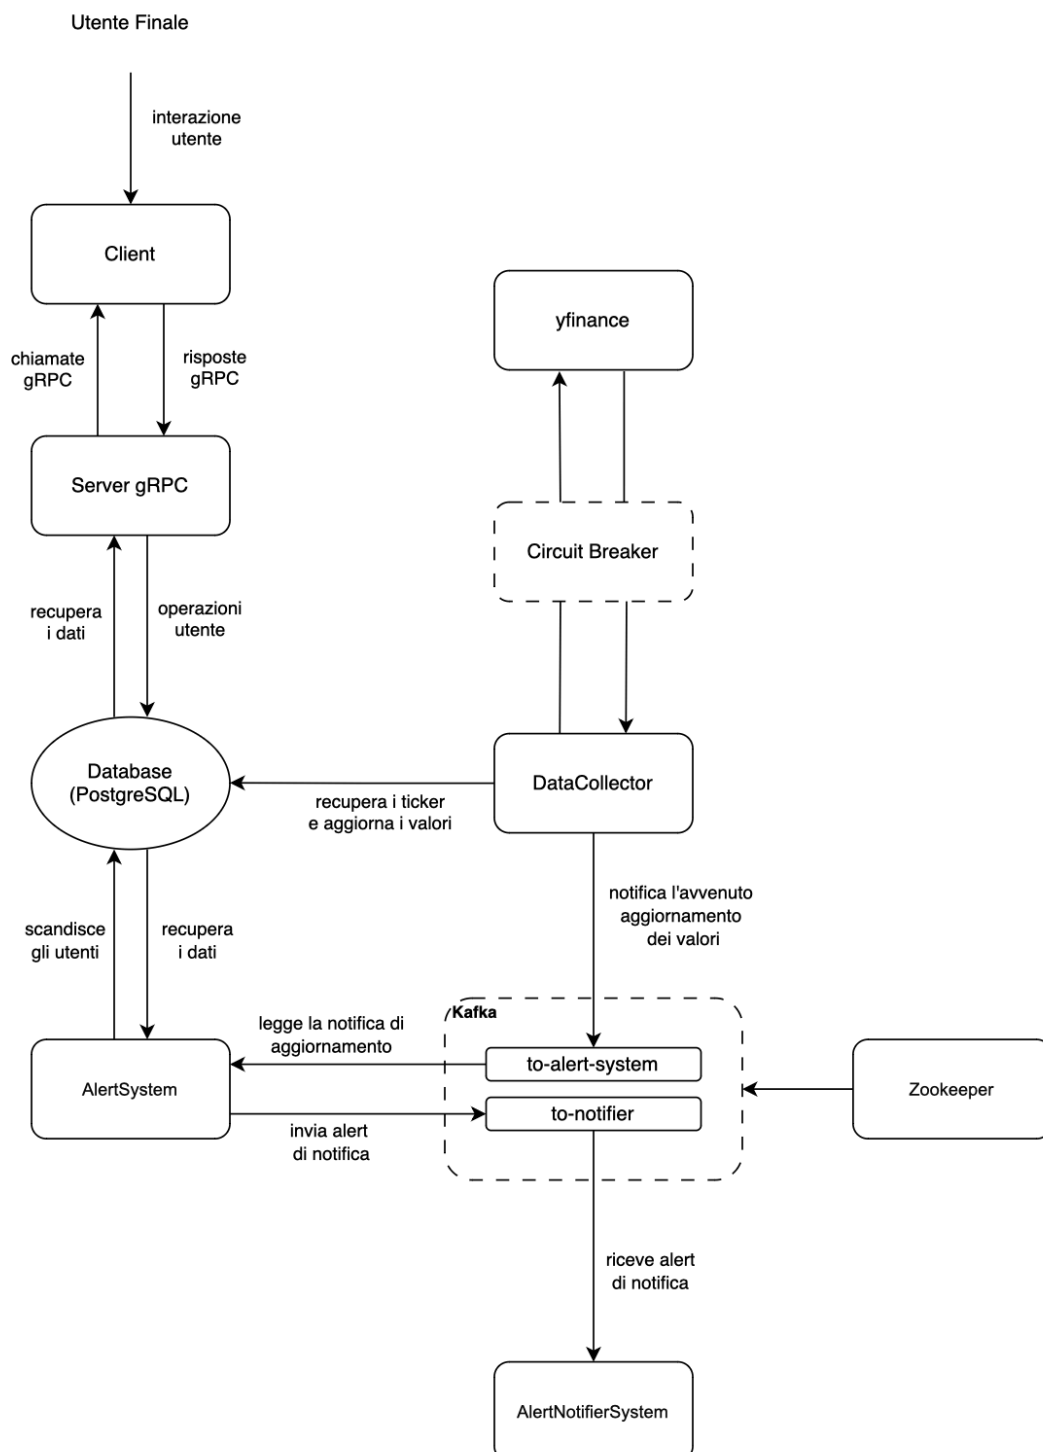 Utente Finale
interazione
utente
Client
yfinance
chiamate
gRPC
risposte
gRPC
Server gRPC
Circuit Breaker
recupera
i dati
operazioni
utente
Database
(PostgreSQL)
DataCollector
recupera i ticker
e aggiorna i valori
notifica l'avvenuto
aggiornamento
dei valori
scandisce
gli utenti
recupera
i dati
Kafka
legge la notifica di
aggiornamento
to-alert-system
AlertSystem
Zookeeper
to-notifier
invia alert
di notifica
riceve alert
di notifica
AlertNotifierSystem